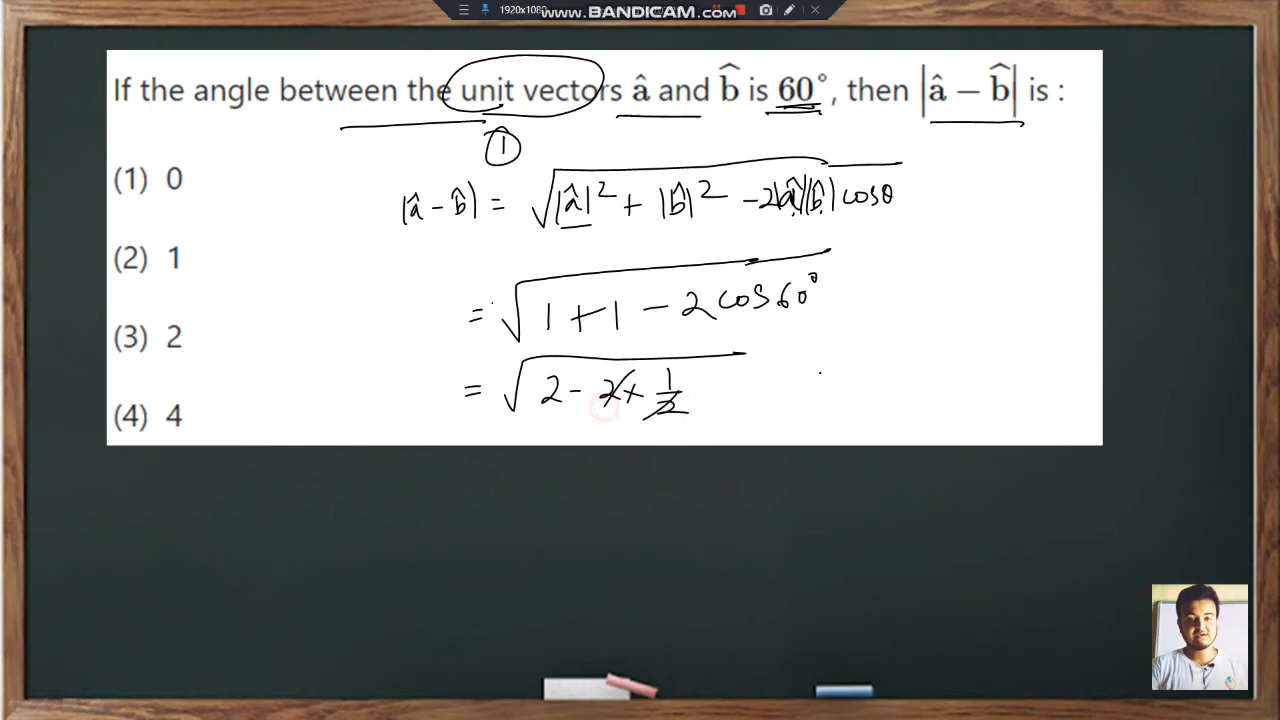 1920x1080
www.BANDICAM.com
If the angle between the unit vectors â and b̂ is 60°, then |â − b̂| is :
①
(1) 0
|â − b̂| = √(|â|² + |b̂|² − 2|â||b̂| cosθ)
(2) 1
= √(1 + 1 − 2 cos 60°)
(3) 2
= √(2 − 2 × 1/2)
(4) 4